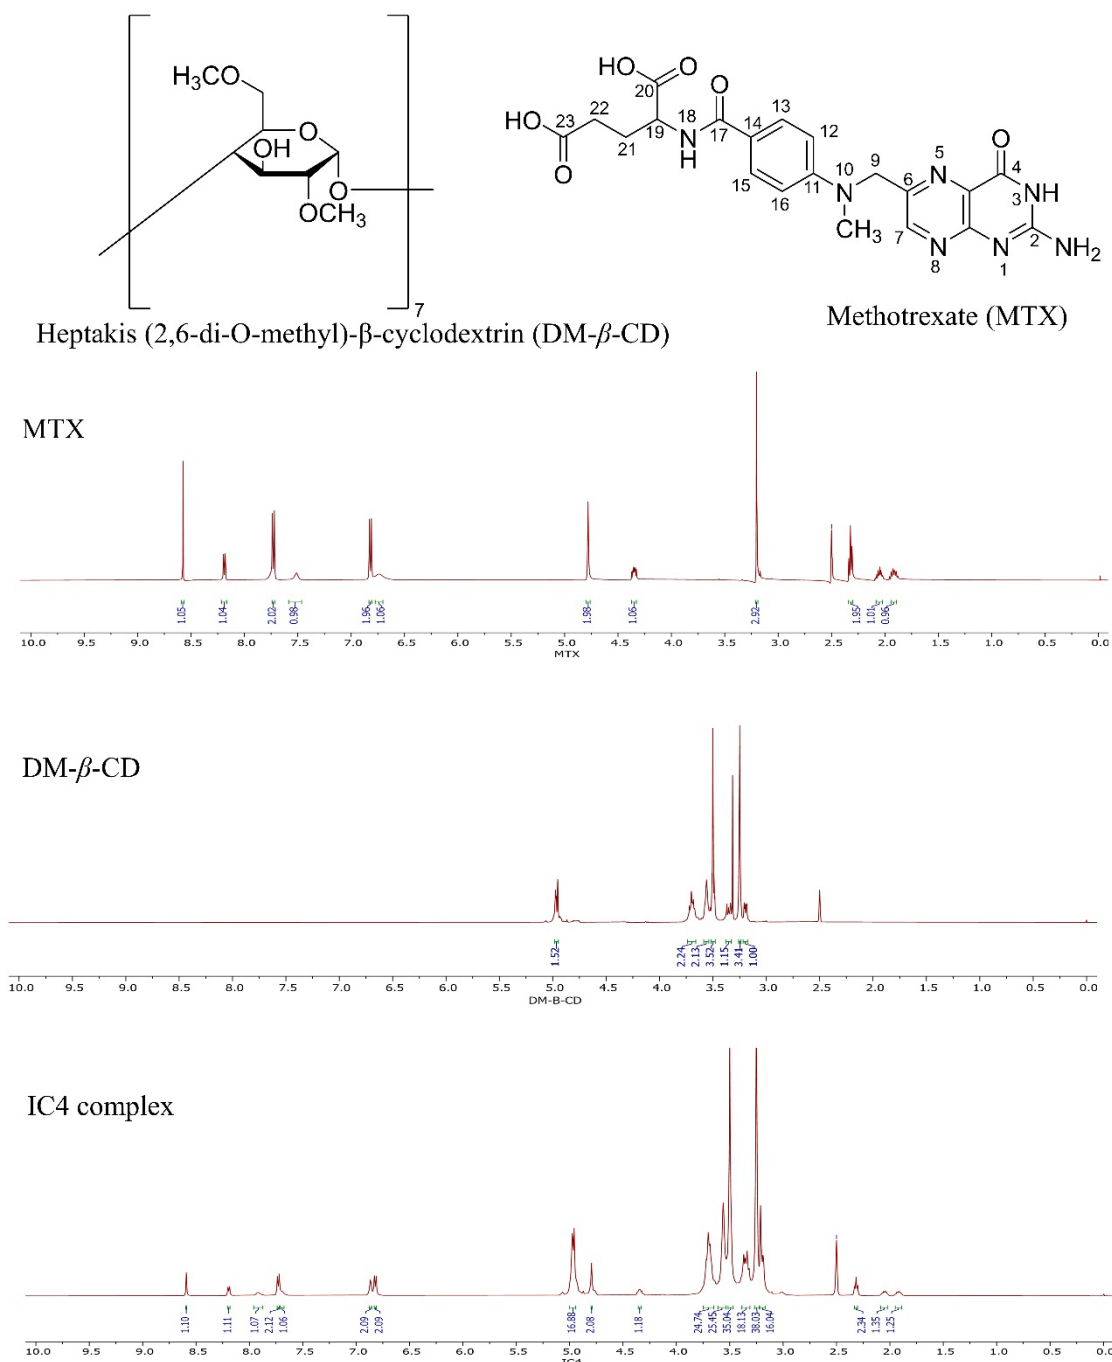 H₃CO
O
OH
O
OCH₃
7
HO
O
20
O
HO
23
22
O
21
19
18
N
H
17
14
13
12
15
16
11
10
N
CH₃
9
6
N
5
7
N
8
O
4
3
NH
N
1
2
NH₂
Heptakis (2,6-di-O-methyl)-β-cyclodextrin (DM-β-CD)
Methotrexate (MTX)
MTX
1.05 1.04 2.02 0.98 1.96 1.06 1.98 1.06 2.92 1.95 1.01 0.96
10.0 9.5 9.0 8.5 8.0 7.5 7.0 6.5 6.0 5.5 5.0 4.5 4.0 3.5 3.0 2.5 2.0 1.5 1.0 0.5 0.0
MTX
DM-β-CD
1.52 2.24 2.13 3.52 1.15 3.41 1.00
10.0 9.5 9.0 8.5 8.0 7.5 7.0 6.5 6.0 5.5 5.0 4.5 4.0 3.5 3.0 2.5 2.0 1.5 1.0 0.5 0.0
DM-B-CD
IC4 complex
1.10 1.11 1.07 2.12 1.06 2.09 2.09 16.88 2.08 1.18 24.74 25.45 35.04 18.13 38.03 16.04 2.34 1.35 1.25
10.0 9.5 9.0 8.5 8.0 7.5 7.0 6.5 6.0 5.5 5.0 4.5 4.0 3.5 3.0 2.5 2.0 1.5 1.0 0.5 0.0
IC4